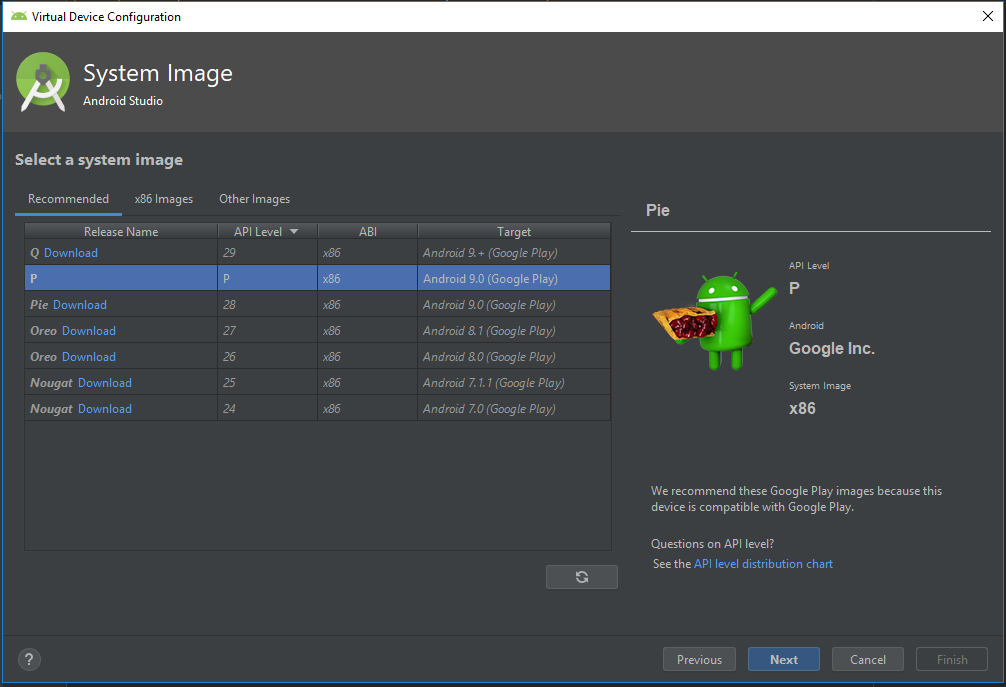 Virtual Device Configuration
System Image
Android Studio
Select a system image
Recommended x86 Images Other Images
Release Name API Level ABI Target
Q Download 29 x86 Android 9.+ (Google Play)
P P x86 Android 9.0 (Google Play)
Pie Download 28 x86 Android 9.0 (Google Play)
Oreo Download 27 x86 Android 8.1 (Google Play)
Oreo Download 26 x86 Android 8.0 (Google Play)
Nougat Download 25 x86 Android 7.1.1 (Google Play)
Nougat Download 24 x86 Android 7.0 (Google Play)
Pie
API Level
P
Android
Google Inc.
System Image
x86
We recommend these Google Play images because this
device is compatible with Google Play.
Questions on API level?
See the API level distribution chart
? Previous Next Cancel Finish